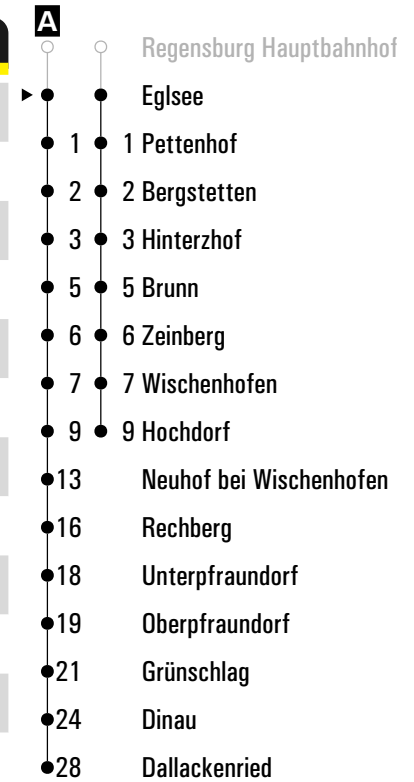 A
Regensburg Hauptbahnhof
Eglsee
1 1 Pettenhof
2 2 Bergstetten
3 3 Hinterzhof
5 5 Brunn
6 6 Zeinberg
7 7 Wischenhofen
9 9 Hochdorf
13 Neuhof bei Wischenhofen
16 Rechberg
18 Unterpfraundorf
19 Oberpfraundorf
21 Grünschlag
24 Dinau
28 Dallackenried